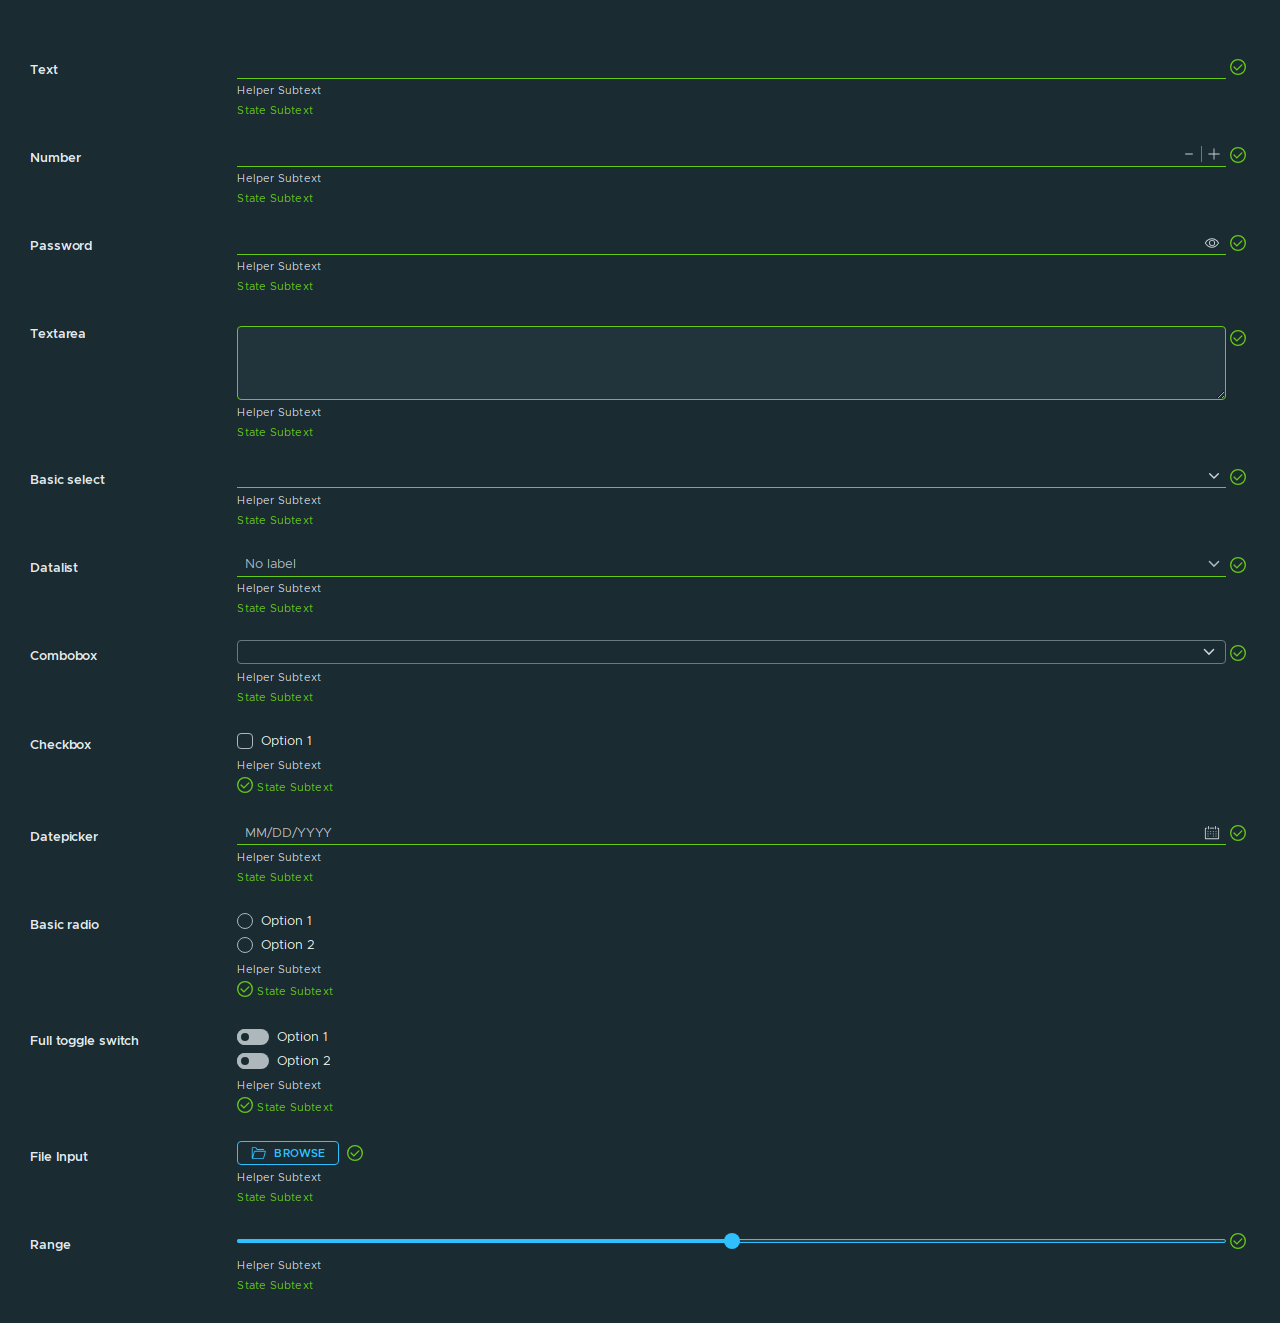 Text
Helper Subtext
State Subtext
Number
Helper Subtext
State Subtext
Password
Helper Subtext
State Subtext
Textarea
Helper Subtext
State Subtext
Basic select
Helper Subtext
State Subtext
Datalist
No label
Helper Subtext
State Subtext
Combobox
Helper Subtext
State Subtext
Checkbox
Option 1
Helper Subtext
State Subtext
Datepicker
MM/DD/YYYY
Helper Subtext
State Subtext
Basic radio
Option 1
Option 2
Helper Subtext
State Subtext
Full toggle switch
Option 1
Option 2
Helper Subtext
State Subtext
File Input
BROWSE
Helper Subtext
State Subtext
Range
Helper Subtext
State Subtext